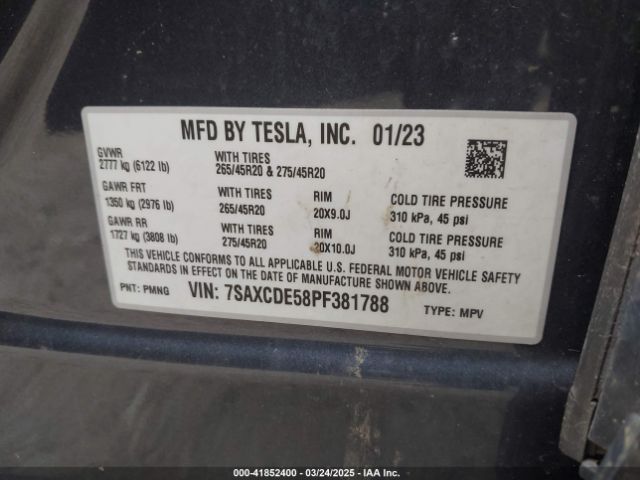 MFD BY TESLA, INC. 01/23
GVWR
2777 kg (6122 lb)
WITH TIRES
265/45R20 & 275/45R20
GAWR FRT
1350 kg (2976 lb)
WITH TIRES
265/45R20
RIM
20X9.0J
COLD TIRE PRESSURE
310 kPa, 45 psi
GAWR RR
1727 kg (3808 lb)
WITH TIRES
275/45R20
RIM
20X10.0J
COLD TIRE PRESSURE
310 kPa, 45 psi
THIS VEHICLE CONFORMS TO ALL APPLICABLE U.S. FEDERAL MOTOR VEHICLE SAFETY
STANDARDS IN EFFECT ON THE DATE OF MANUFACTURE SHOWN ABOVE.
PNT: PMNG VIN: 7SAXCDE58PF381788 TYPE: MPV
000-41852400 - 03/24/2025 - IAA Inc.